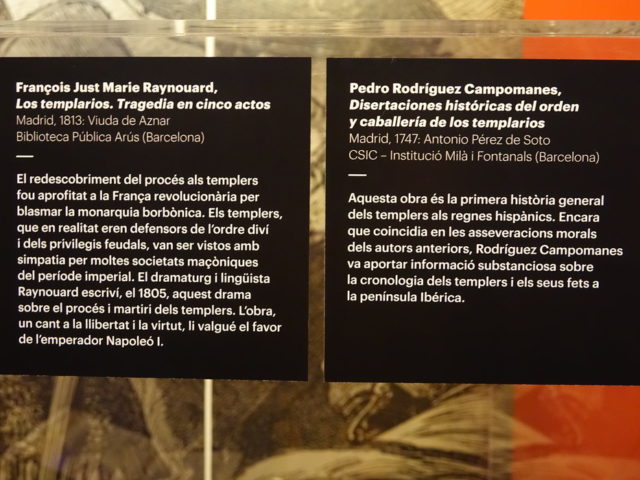 François Just Marie Raynouard,
Los templarios. Tragedia en cinco actos
Madrid, 1813: Viuda de Aznar
Biblioteca Pública Arús (Barcelona)
El redescobriment del procés als templers
fou aprofitat a la França revolucionària per
blasmar la monarquia borbònica. Els templers,
que en realitat eren defensors de l'ordre diví
i dels privilegis feudals, van ser vistos amb
simpatia per moltes societats maçòniques
del període imperial. El dramaturg i lingüista
Raynouard escriví, el 1805, aquest drama
sobre el procés i martiri dels templers. L'obra,
un cant a la llibertat i la virtut, li valgué el favor
de l'emperador Napoleó I.
Pedro Rodríguez Campomanes,
Disertaciones históricas del orden
y caballería de los templarios
Madrid, 1747: Antonio Pérez de Soto
CSIC – Institució Milà i Fontanals (Barcelona)
Aquesta obra és la primera història general
dels templers als regnes hispànics. Encara
que coincidia en les asseveracions morals
dels autors anteriors, Rodríguez Campomanes
va aportar informació substanciosa sobre
la cronologia dels templers i els seus fets a
la península Ibérica.